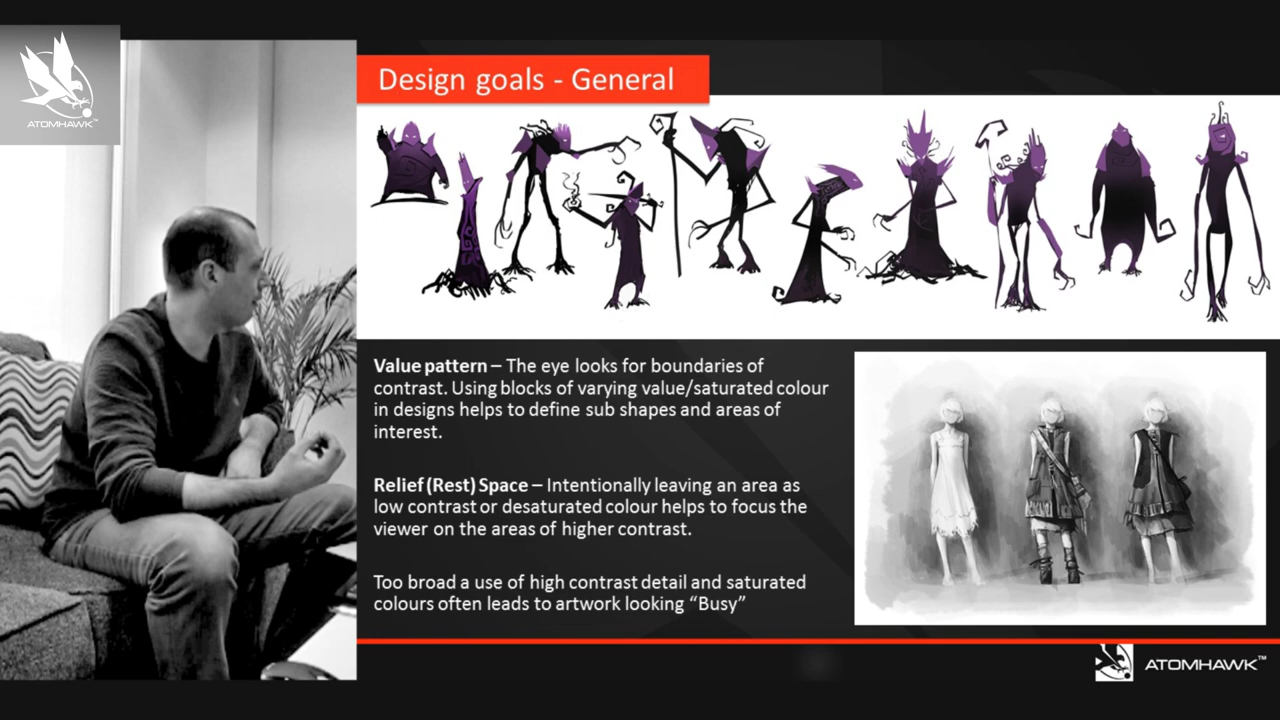 ATOMHAWK™
Design goals - General
Value pattern – The eye looks for boundaries of
contrast. Using blocks of varying value/saturated colour
in designs helps to define sub shapes and areas of
interest.
Relief (Rest) Space – Intentionally leaving an area as
low contrast or desaturated colour helps to focus the
viewer on the areas of higher contrast.
Too broad a use of high contrast detail and saturated
colours often leads to artwork looking “Busy”
ATOMHAWK™